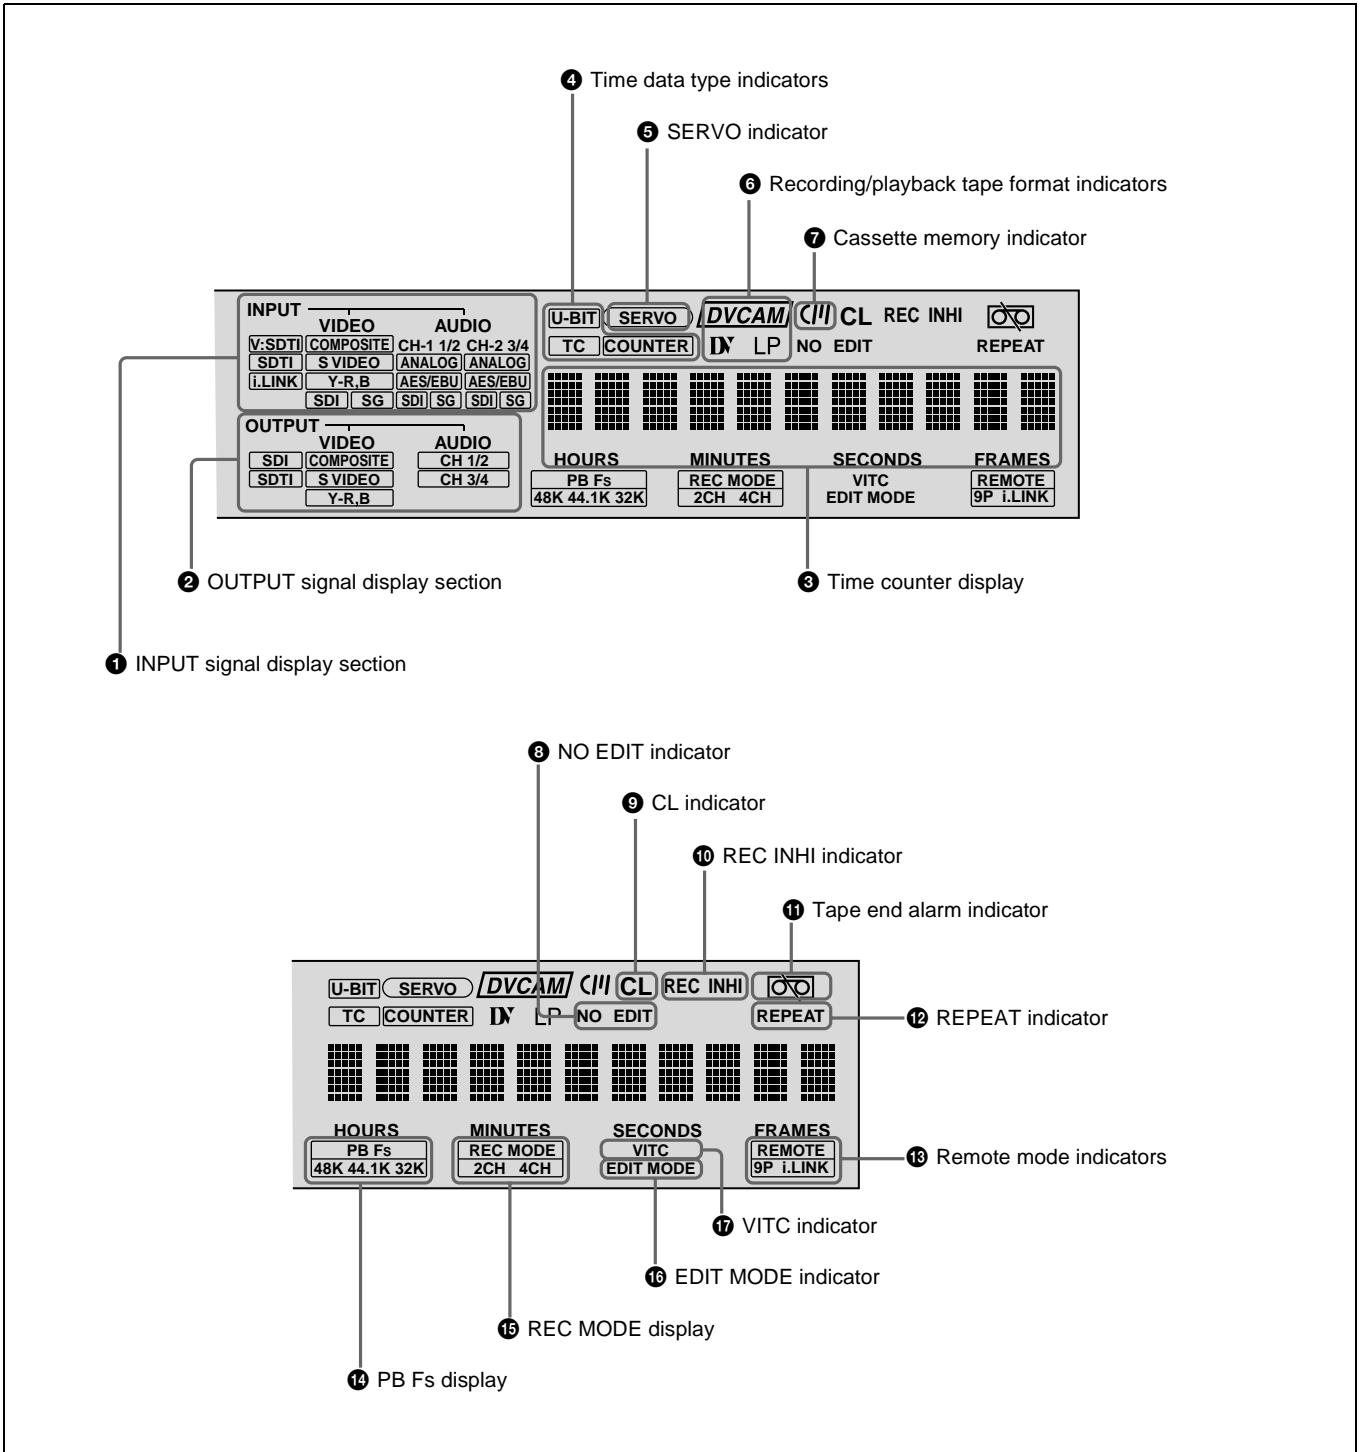 ❹ Time data type indicators
❺ SERVO indicator
❻ Recording/playback tape format indicators
❼ Cassette memory indicator
INPUT
VIDEO AUDIO
V:SDTI COMPOSITE CH-1 1/2 CH-2 3/4
SDTI S VIDEO ANALOG ANALOG
i.LINK Y-R,B AES/EBU AES/EBU
SDI SG SDI SG SDI SG
OUTPUT
VIDEO AUDIO
SDI COMPOSITE CH 1/2
SDTI S VIDEO CH 3/4
Y-R,B
U-BIT SERVO DVCAM CL REC INHI
TC COUNTER DV LP NO EDIT REPEAT
HOURS MINUTES SECONDS FRAMES
PB Fs REC MODE VITC REMOTE
48K 44.1K 32K 2CH 4CH EDIT MODE 9P i.LINK
❷ OUTPUT signal display section
❸ Time counter display
❶ INPUT signal display section
❽ NO EDIT indicator
❾ CL indicator
❿ REC INHI indicator
⓫ Tape end alarm indicator
U-BIT SERVO DVCAM CL REC INHI
TC COUNTER DV LP NO EDIT REPEAT
⓬ REPEAT indicator
HOURS MINUTES SECONDS FRAMES
PB Fs REC MODE VITC REMOTE
48K 44.1K 32K 2CH 4CH EDIT MODE 9P i.LINK
⓭ Remote mode indicators
⓱ VITC indicator
⓰ EDIT MODE indicator
⓯ REC MODE display
⓮ PB Fs display